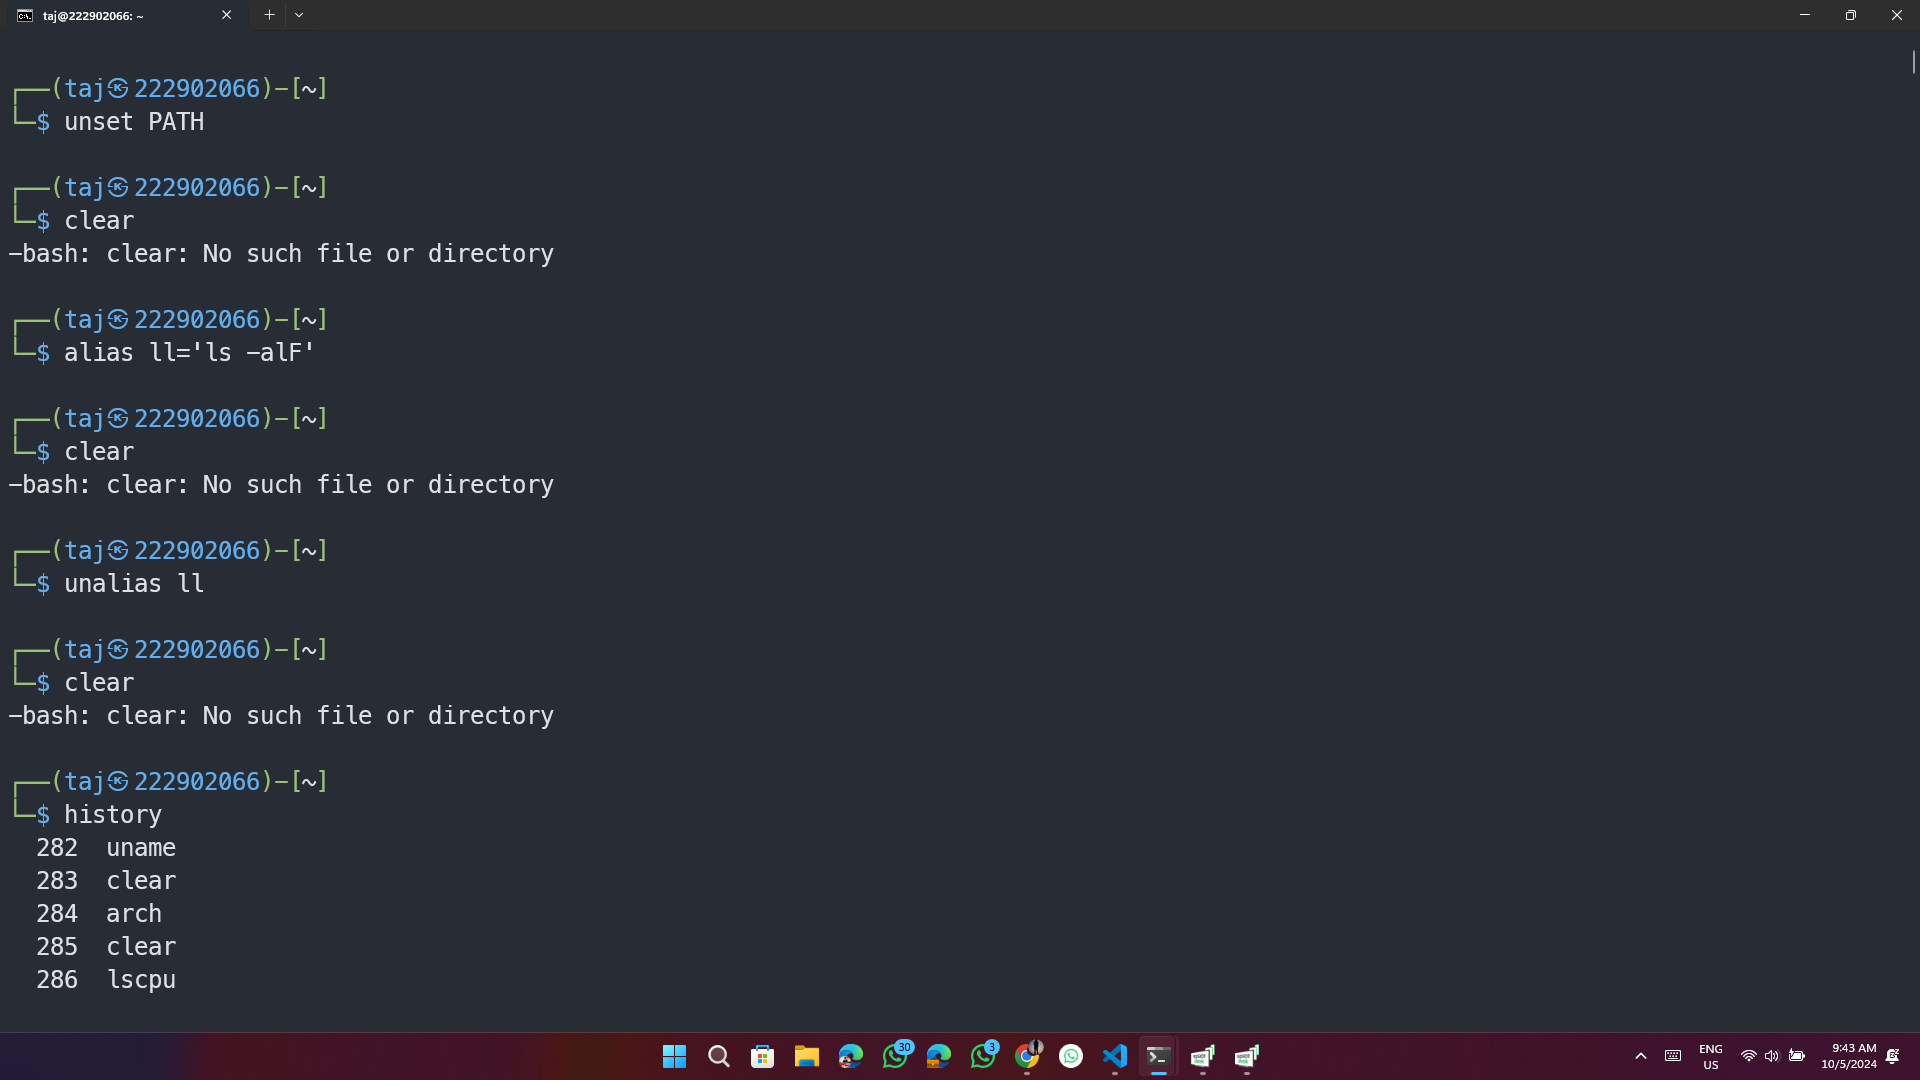 taj@222902066: ~
┌──(taj㉿222902066)-[~]
└─$ unset PATH
┌──(taj㉿222902066)-[~]
└─$ clear
-bash: clear: No such file or directory
┌──(taj㉿222902066)-[~]
└─$ alias ll='ls -alF'
┌──(taj㉿222902066)-[~]
└─$ clear
-bash: clear: No such file or directory
┌──(taj㉿222902066)-[~]
└─$ unalias ll
┌──(taj㉿222902066)-[~]
└─$ clear
-bash: clear: No such file or directory
┌──(taj㉿222902066)-[~]
└─$ history
282  uname
283  clear
284  arch
285  clear
286  lscpu
30
3
ENG
US
9:43 AM
10/5/2024